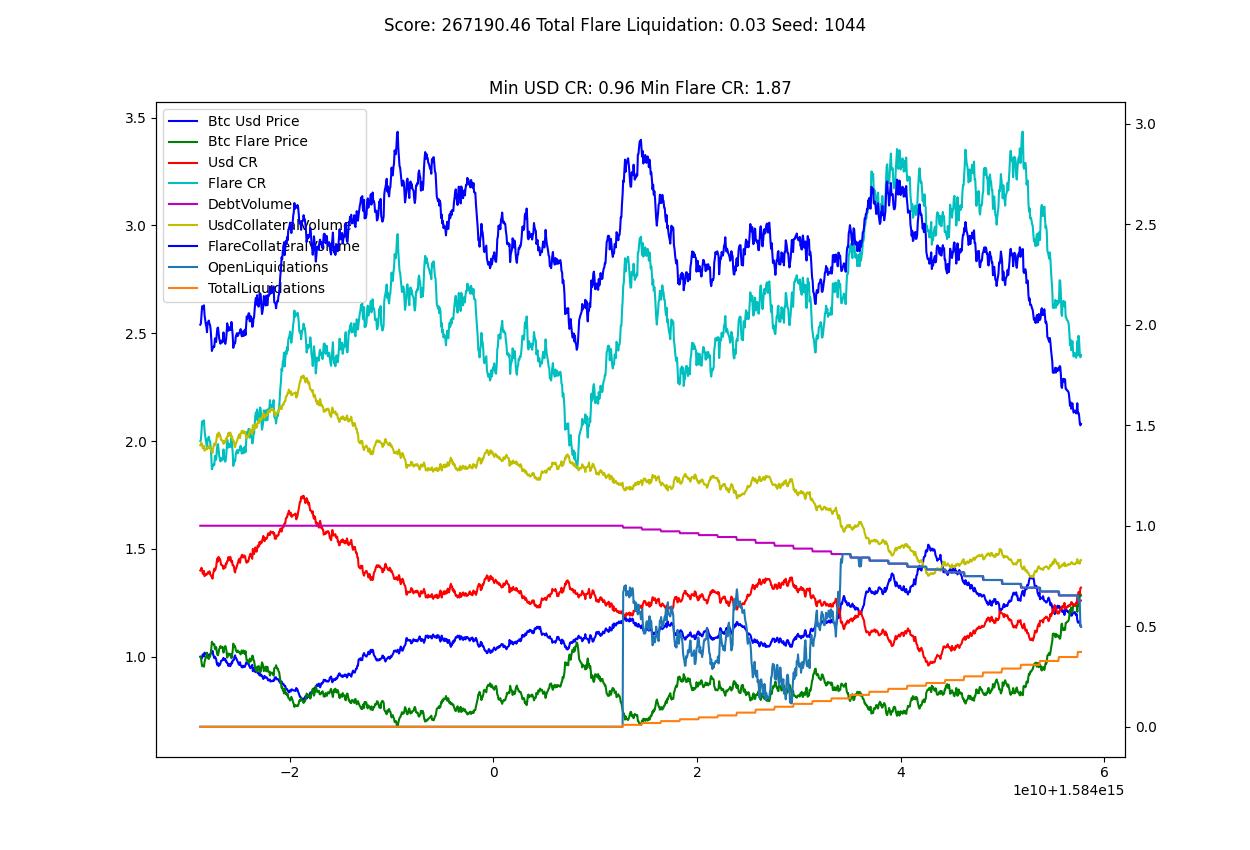 Score: 267190.46 Total Flare Liquidation: 0.03 Seed: 1044
Min USD CR: 0.96 Min Flare CR: 1.87
Btc Usd Price
Btc Flare Price
Usd CR
Flare CR
DebtVolume
UsdCollateralVolume
FlareCollateralVolume
OpenLiquidations
TotalLiquidations
3.5
3.0
2.5
2.0
1.5
1.0
3.0
2.5
2.0
1.5
1.0
0.5
0.0
−2
0
2
4
6
1e10+1.584e15